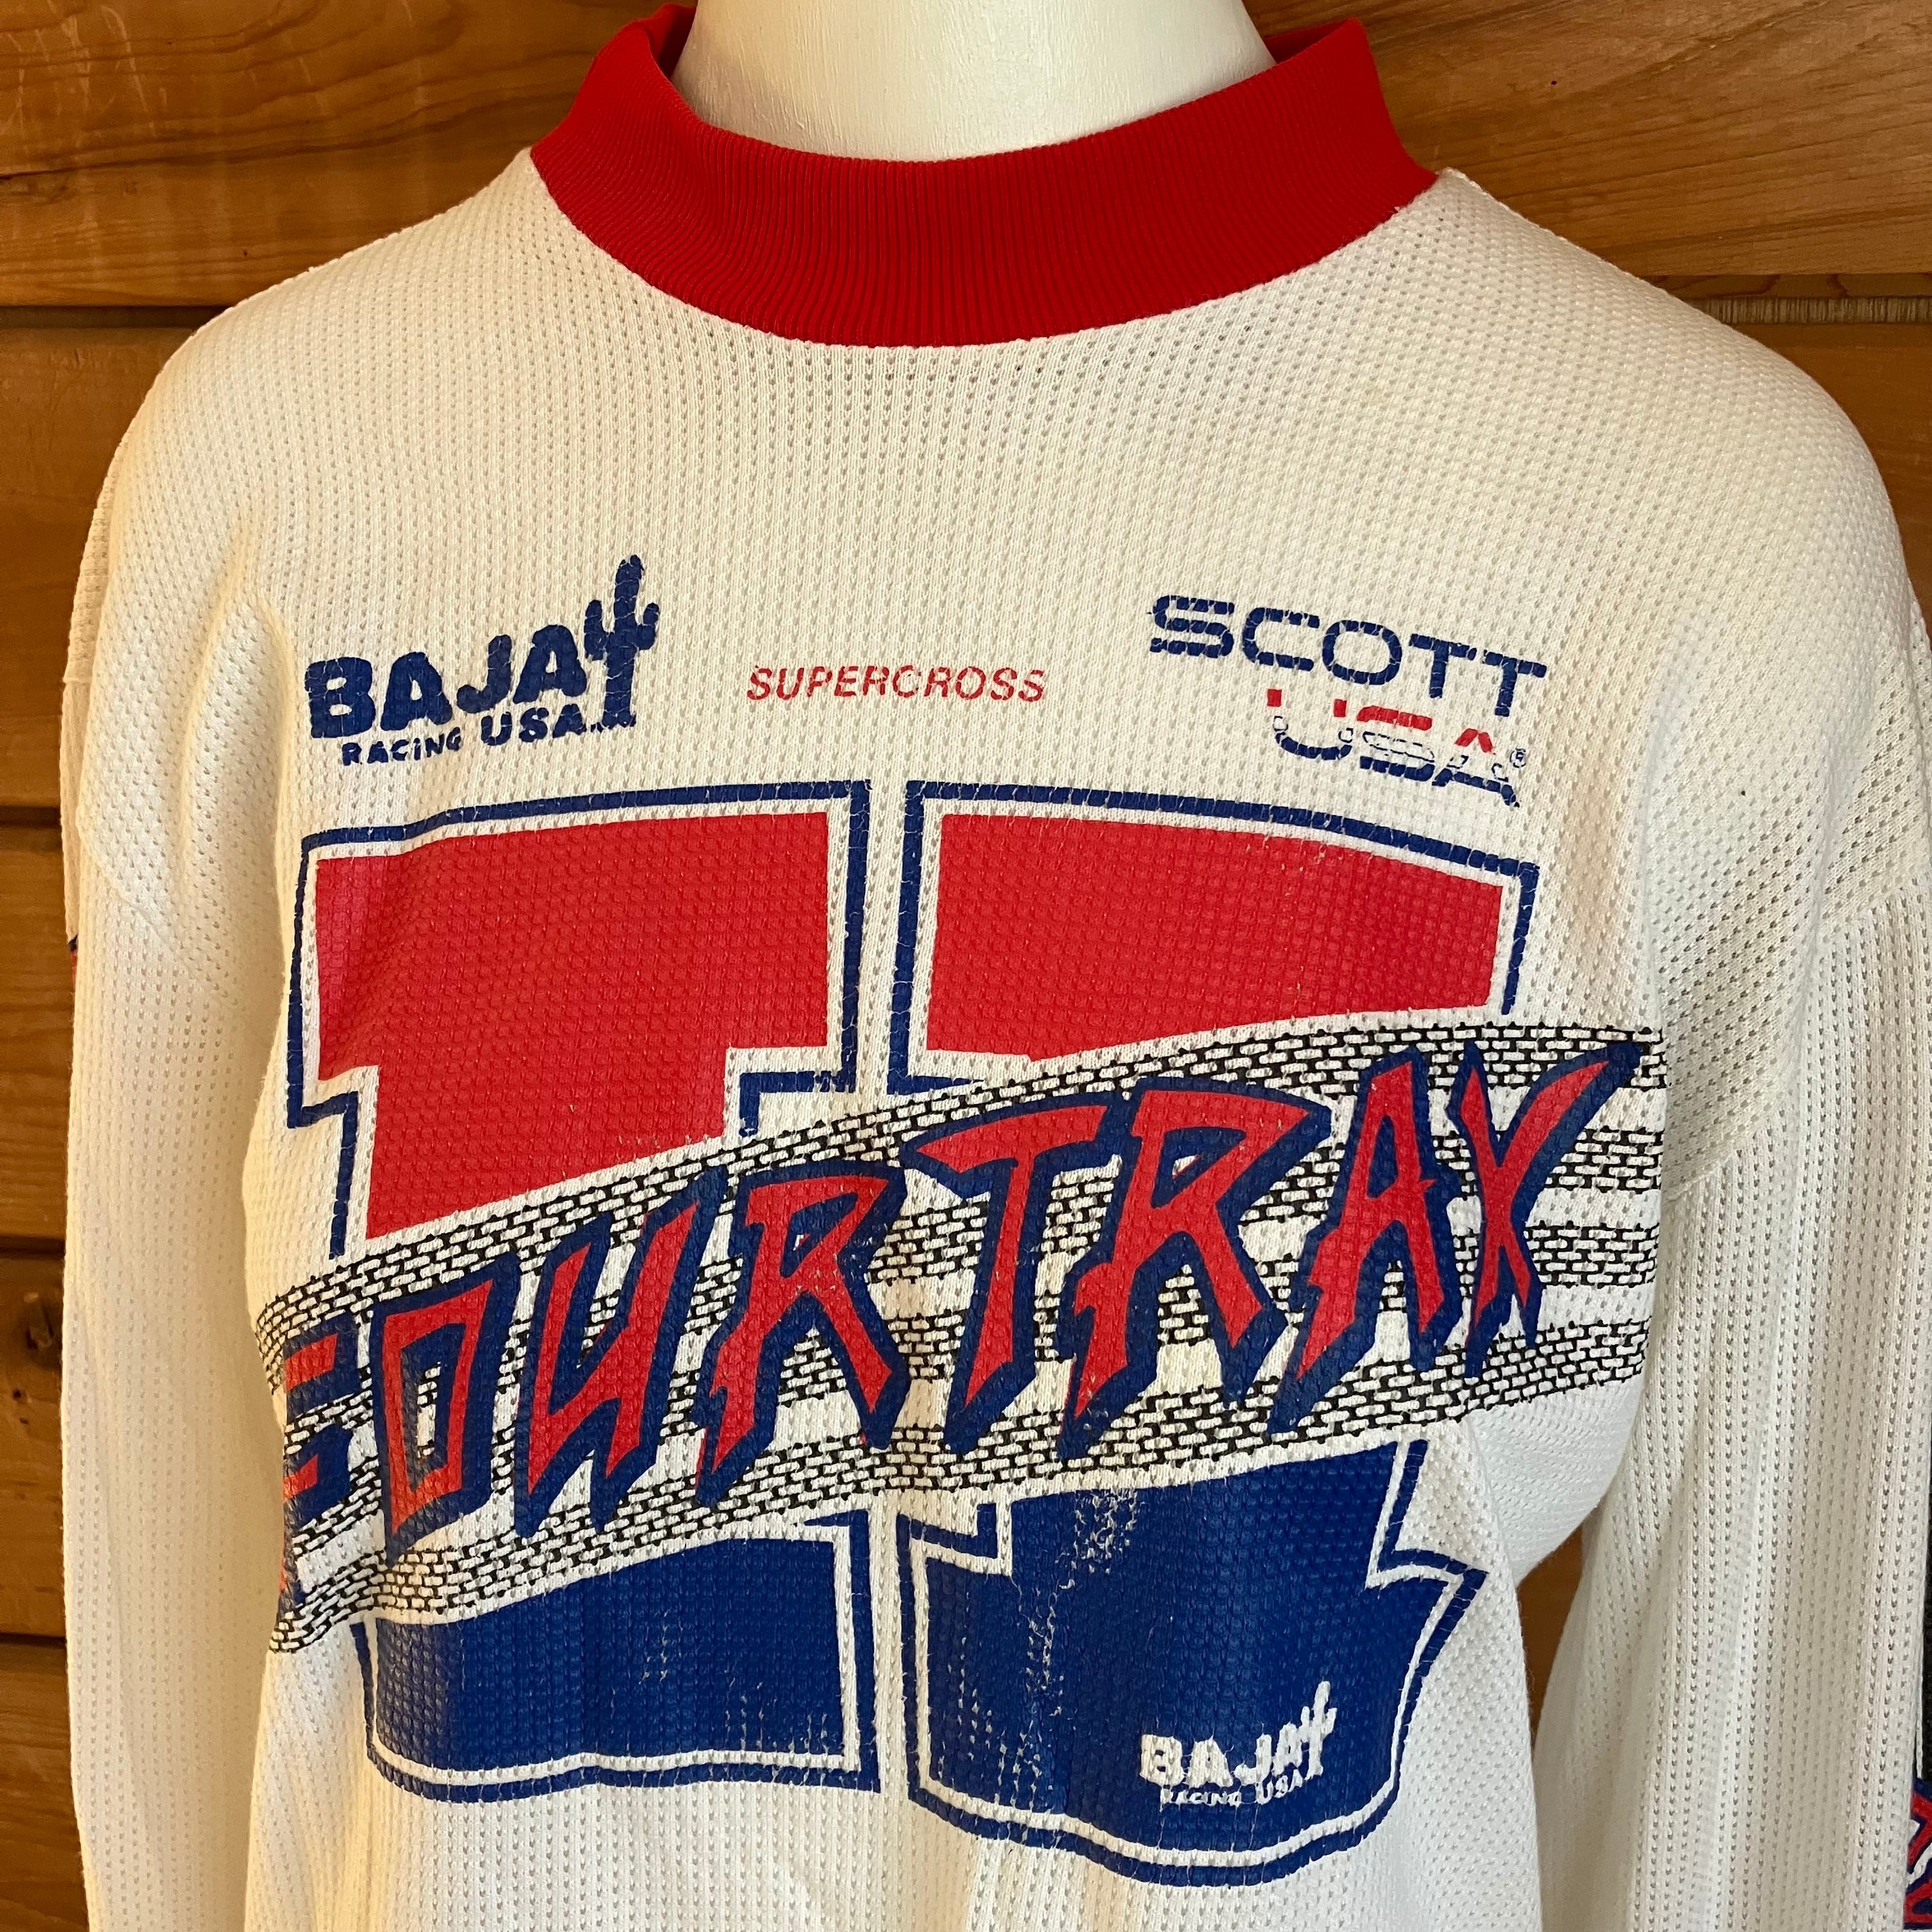 BAJA
RACING USA
SUPERCROSS
SCOTT
USA®
FOURTRAX
BAJA
RACING USA